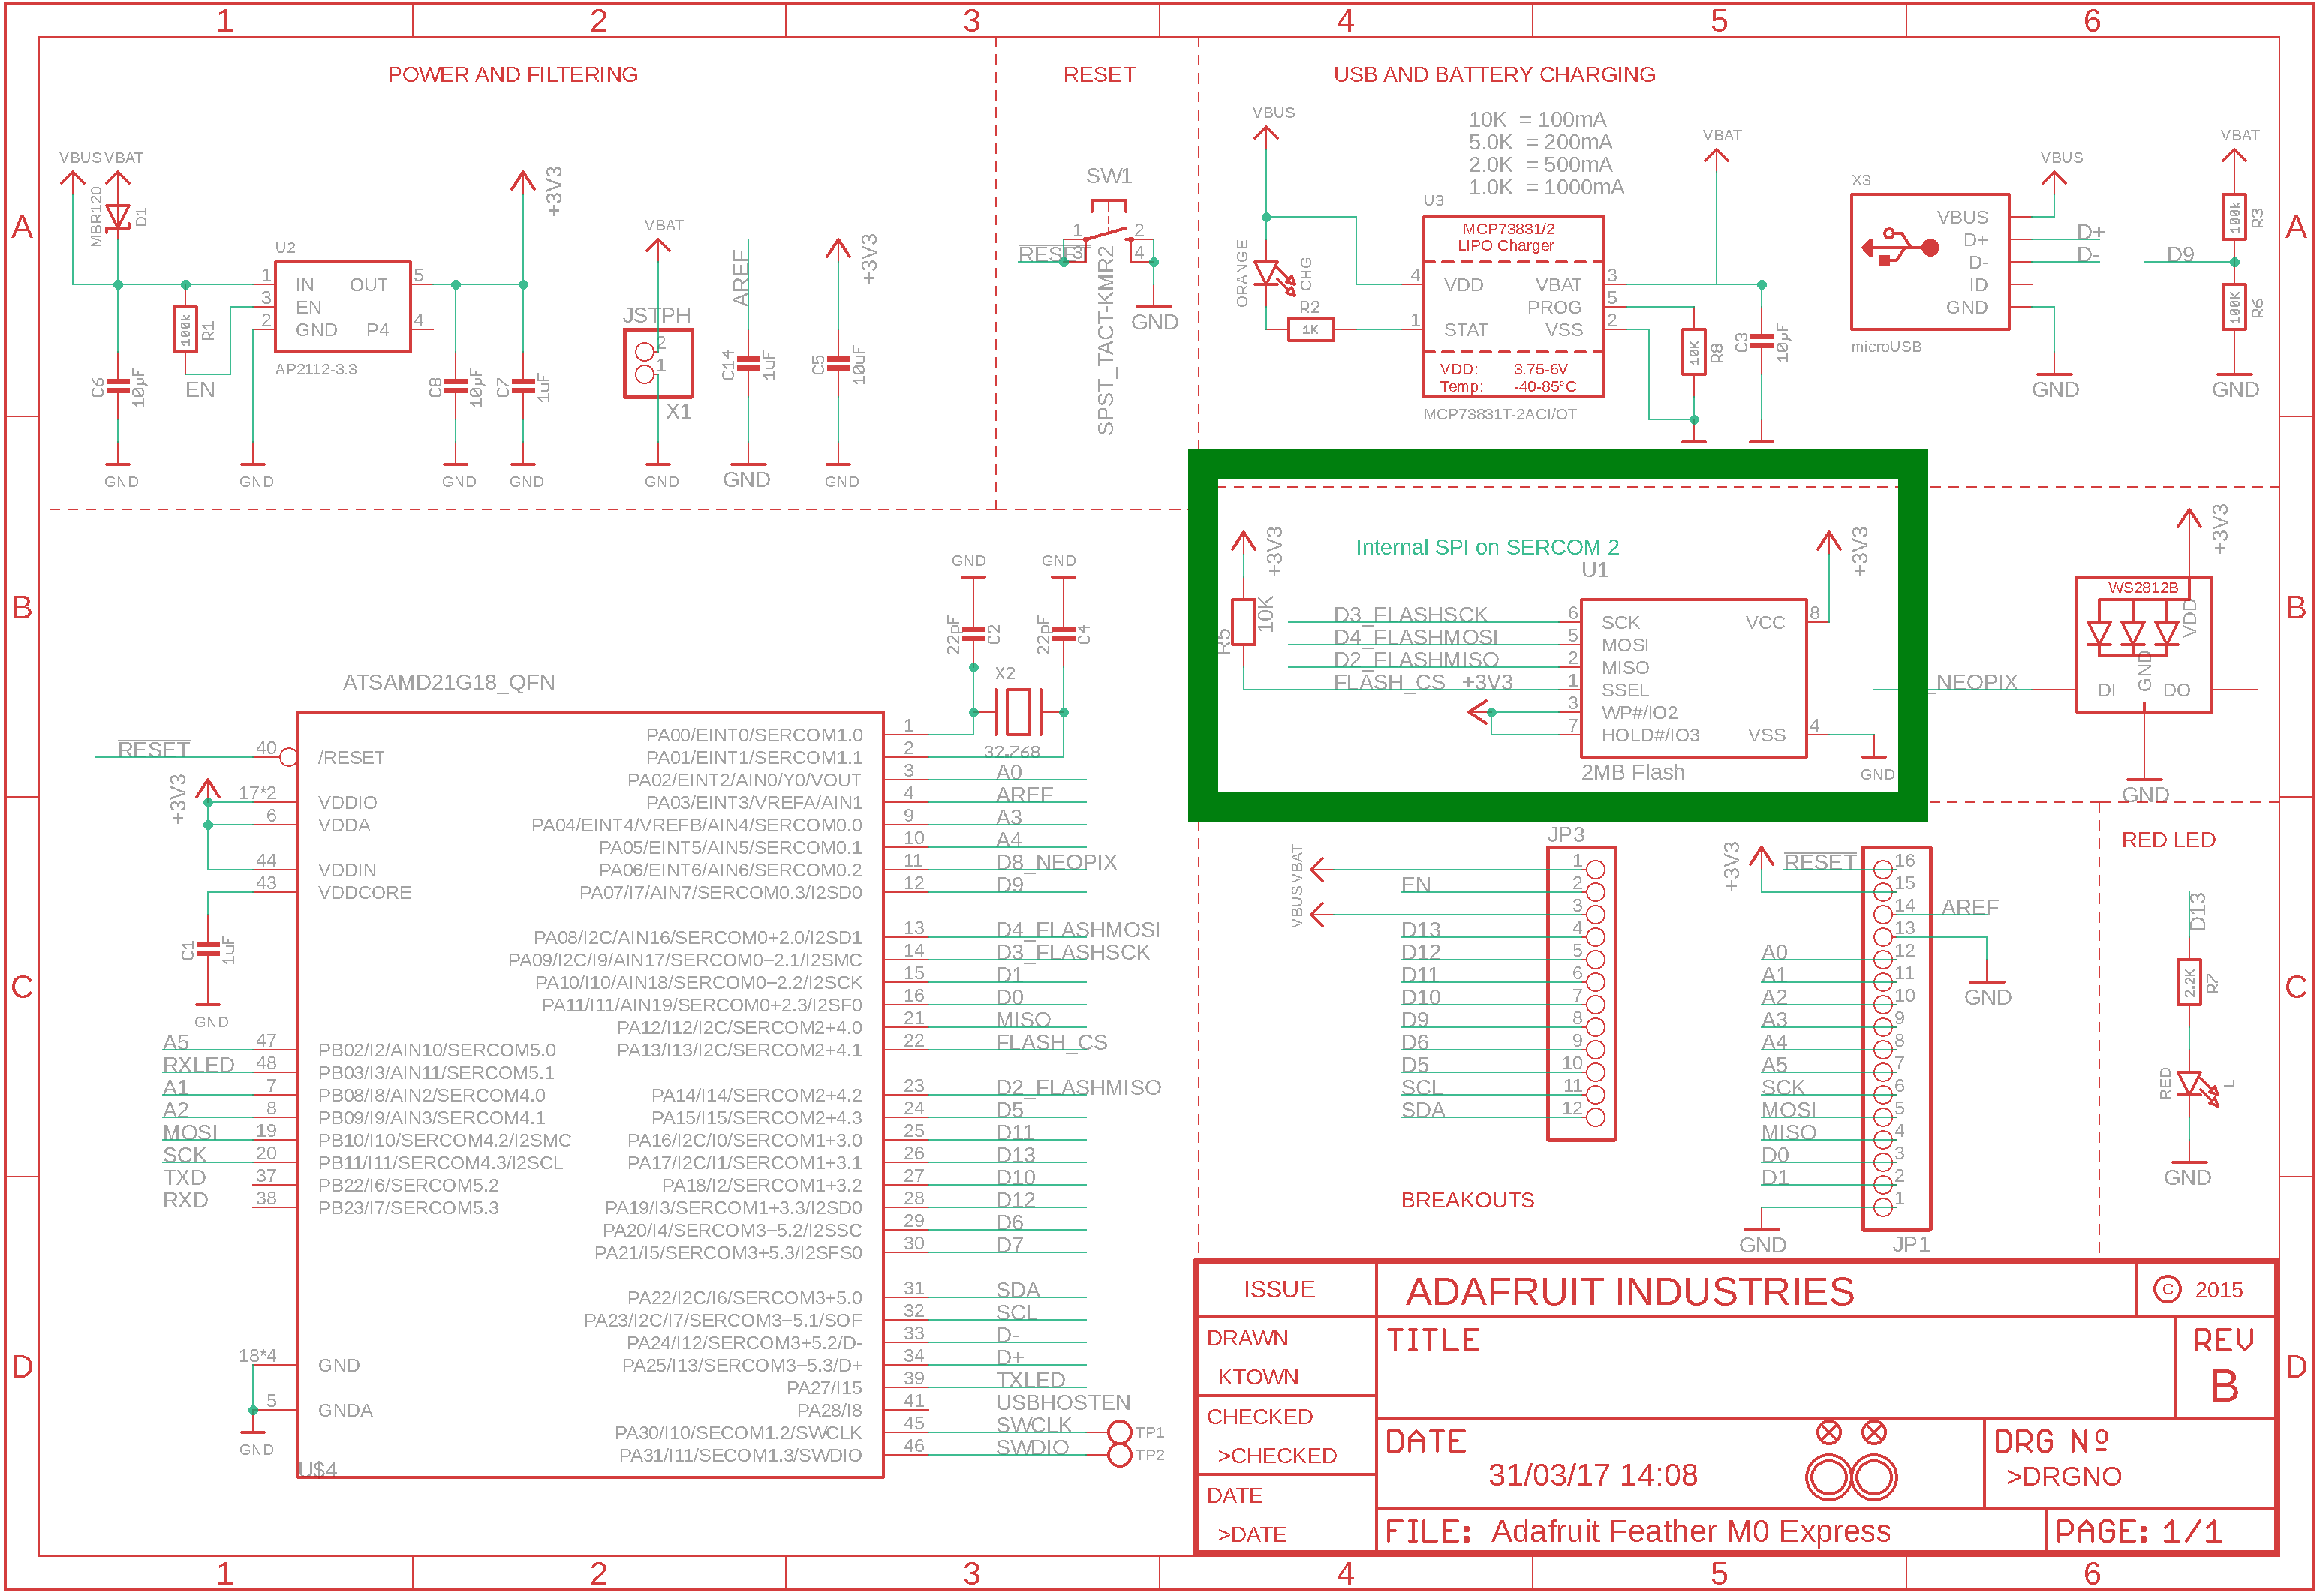 1 2 3 4 5 6
A
B
C
D
POWER AND FILTERING
VBUS
VBAT
MBR120
D1
U2
1 IN
3 EN
2 GND
OUT 5
P4 4
AP2112-3.3
100k
R1
EN
C6
10µF
GND
GND
C8
10µF
GND
C7
1uF
GND
+3V3
VBAT
JSTPH
2
1
X1
GND
AREF
C14
1uF
GND
+3V3
C5
10uF
GND
RESET
SW1
1 2
3 4
RESET
SPST_TACT-KMR2
GND
USB AND BATTERY CHARGING
VBUS
ORANGE
CHG
R2
1K
10K = 100mA
5.0K = 200mA
2.0K = 500mA
1.0K = 1000mA
U3
MCP73831/2
LIPO Charger
4 VDD
1 STAT
VBAT 3
PROG 5
VSS 2
VDD: 3.75-6V
Temp: -40-85°C
MCP73831T-2ACI/OT
VBAT
10K
R8
C3
10µF
X3
VBUS
D+
D-
ID
GND
microUSB
VBUS
D+
D-
GND
VBAT
100k
R3
D9
100K
R6
GND
Internal SPI on SERCOM 2
+3V3
R5
10K
U1
D3_FLASHSCK 6 SCK
D4_FLASHMOSI 5 MOSI
D2_FLASHMISO 2 MISO
FLASH_CS +3V3 1 SSEL
3 WP#/IO2
7 HOLD#/IO3
VCC 8
VSS 4
2MB Flash
+3V3
GND
_NEOPIX
WS2812B
VDD
GND
DI
DO
+3V3
GND
GND
22pF
C2
GND
22pF
C4
X2
32.768
ATSAMD21G18_QFN
RESET 40 /RESET
+3V3
17*2 VDDIO
6 VDDA
44 VDDIN
43 VDDCORE
C1
1uF
GND
A5 47 PB02/I2/AIN10/SERCOM5.0
RXLED 48 PB03/I3/AIN11/SERCOM5.1
A1 7 PB08/I8/AIN2/SERCOM4.0
A2 8 PB09/I9/AIN3/SERCOM4.1
MOSI 19 PB10/I10/SERCOM4.2/I2SMC
SCK 20 PB11/I11/SERCOM4.3/I2SCL
TXD 37 PB22/I6/SERCOM5.2
RXD 38 PB23/I7/SERCOM5.3
18*4 GND
5 GNDA
GND
U$4
PA00/EINT0/SERCOM1.0 1
PA01/EINT1/SERCOM1.1 2
PA02/EINT2/AIN0/Y0/VOUT 3 A0
PA03/EINT3/VREFA/AIN1 4 AREF
PA04/EINT4/VREFB/AIN4/SERCOM0.0 9 A3
PA05/EINT5/AIN5/SERCOM0.1 10 A4
PA06/EINT6/AIN6/SERCOM0.2 11 D8_NEOPIX
PA07/I7/AIN7/SERCOM0.3/I2SD0 12 D9
PA08/I2C/AIN16/SERCOM0+2.0/I2SD1 13 D4_FLASHMOSI
PA09/I2C/I9/AIN17/SERCOM0+2.1/I2SMC 14 D3_FLASHSCK
PA10/I10/AIN18/SERCOM0+2.2/I2SCK 15 D1
PA11/I11/AIN19/SERCOM0+2.3/I2SF0 16 D0
PA12/I12/I2C/SERCOM2+4.0 21 MISO
PA13/I13/I2C/SERCOM2+4.1 22 FLASH_CS
PA14/I14/SERCOM2+4.2 23 D2_FLASHMISO
PA15/I15/SERCOM2+4.3 24 D5
PA16/I2C/I0/SERCOM1+3.0 25 D11
PA17/I2C/I1/SERCOM1+3.1 26 D13
PA18/I2/SERCOM1+3.2 27 D10
PA19/I3/SERCOM1+3.3/I2SD0 28 D12
PA20/I4/SERCOM3+5.2/I2SSC 29 D6
PA21/I5/SERCOM3+5.3/I2SFS0 30 D7
PA22/I2C/I6/SERCOM3+5.0 31 SDA
PA23/I2C/I7/SERCOM3+5.1/SOF 32 SCL
PA24/I12/SERCOM3+5.2/D- 33 D-
PA25/I13/SERCOM3+5.3/D+ 34 D+
PA27/I15 39 TXLED
PA28/I8 41 USBHOSTEN
PA30/I10/SECOM1.2/SWCLK 45 SWCLK TP1
PA31/I11/SECOM1.3/SWDIO 46 SWDIO TP2
JP3
VBAT 1
EN 2
VBUS 3
D13 4
D12 5
D11 6
D10 7
D9 8
D6 9
D5 10
SCL 11
SDA 12
BREAKOUTS
+3V3
RESET 16
15
14 AREF
13
GND
A0 12
A1 11
A2 10
A3 9
A4 8
A5 7
SCK 6
MOSI 5
MISO 4
D0 3
D1 2
1
GND
JP1
RED LED
D13
2.2K
R7
RED
L
GND
ISSUE
ADAFRUIT INDUSTRIES
© 2015
DRAWN
KTOWN
TITLE
REV
B
CHECKED
>CHECKED
DATE
31/03/17 14:08
DRG Nº
>DRGNO
DATE
>DATE
FILE: Adafruit Feather M0 Express
PAGE: 1/1
A
B
C
D
1 2 3 4 5 6